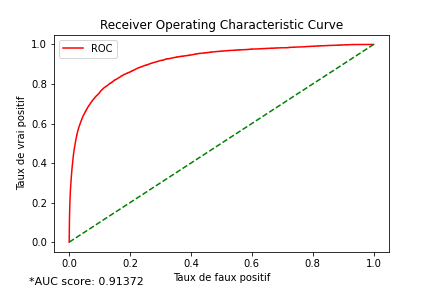 Receiver Operating Characteristic Curve
ROC
Taux de vrai positif
1.0
0.8
0.6
0.4
0.2
0.0
0.0 0.2 0.4 0.6 0.8 1.0
Taux de faux positif
*AUC score: 0.91372